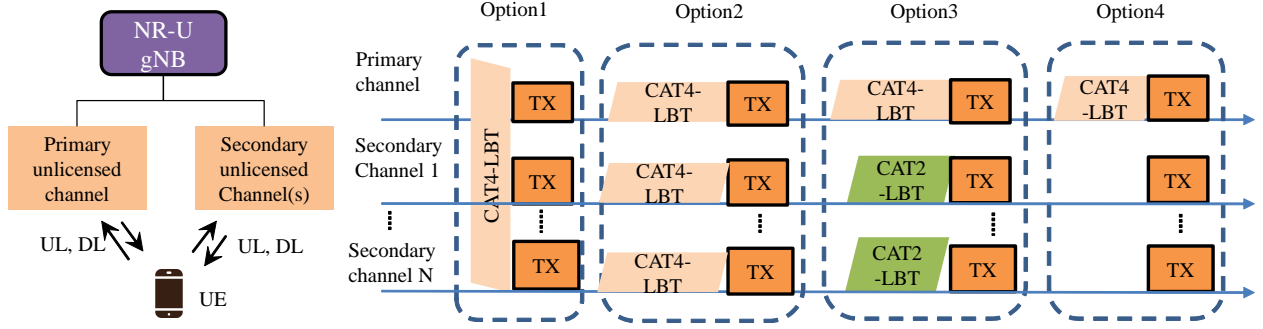 NR-U
gNB
Primary
unlicensed
channel
Secondary
unlicensed
Channel(s)
UL, DL
UL, DL
UE
Option1
Option2
Option3
Option4
Primary
channel
CAT4-LBT
TX
CAT4-
LBT
TX
CAT4-
LBT
TX
CAT4
-LBT
TX
Secondary
Channel 1
TX
CAT4-
LBT
TX
CAT2
-LBT
TX
TX
Secondary
channel N
TX
CAT4-
LBT
TX
CAT2
-LBT
TX
TX